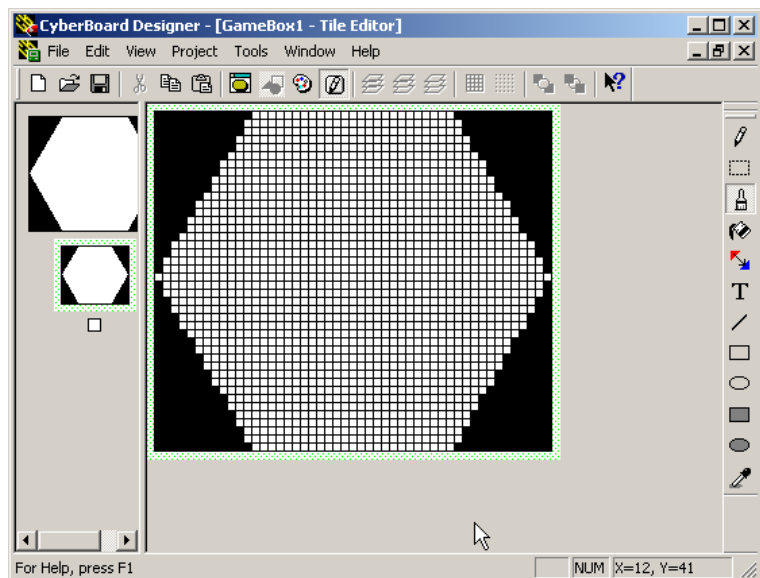 CyberBoard Designer - [GameBox1 - Tile Editor]
File Edit View Project Tools Window Help
T
For Help, press F1
NUM X=12, Y=41